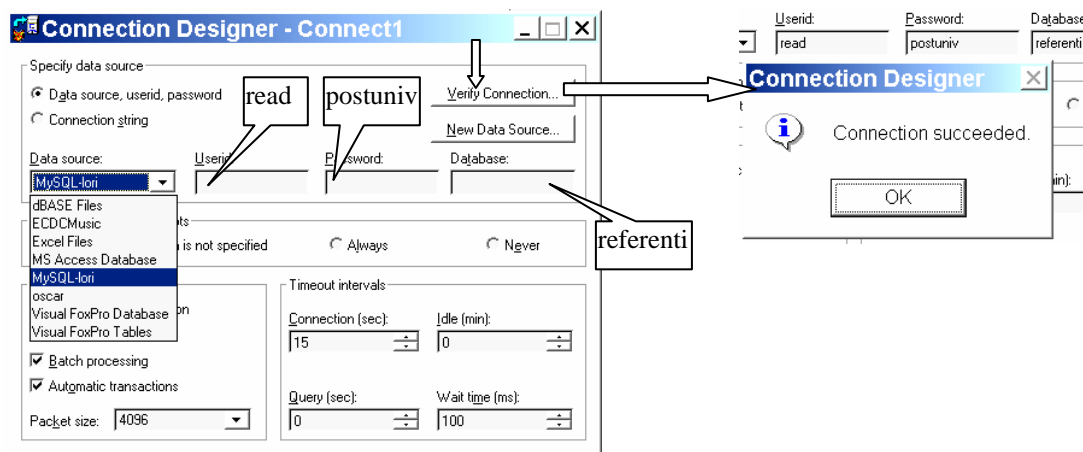 Connection Designer - Connect1
Specify data source
Data source, userid, password
Connection string
Verify Connection...
New Data Source...
read
postuniv
Data source:
Userid:
Password:
Database:
MySQL-lori
dBASE Files
ECDCMusic
Excel Files
MS Access Database
MySQL-lori
oscar
Visual FoxPro Database
Visual FoxPro Tables
is not specified
Always
Never
referenti
Batch processing
Automatic transactions
Packet size: 4096
Timeout intervals
Connection (sec):
Idle (min):
15
0
Query (sec):
Wait time (ms):
0
100
Userid:
Password:
Database
read
postuniv
referenti
Connection Designer
Connection succeeded.
OK
in):